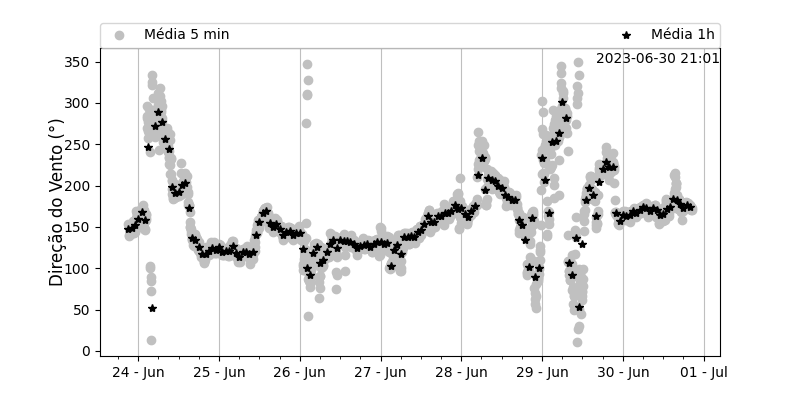 Média 5 min
Média 1h
2023-06-30 21:01
Direção do Vento (°)
350
300
250
200
150
100
50
0
24 - Jun
25 - Jun
26 - Jun
27 - Jun
28 - Jun
29 - Jun
30 - Jun
01 - Jul